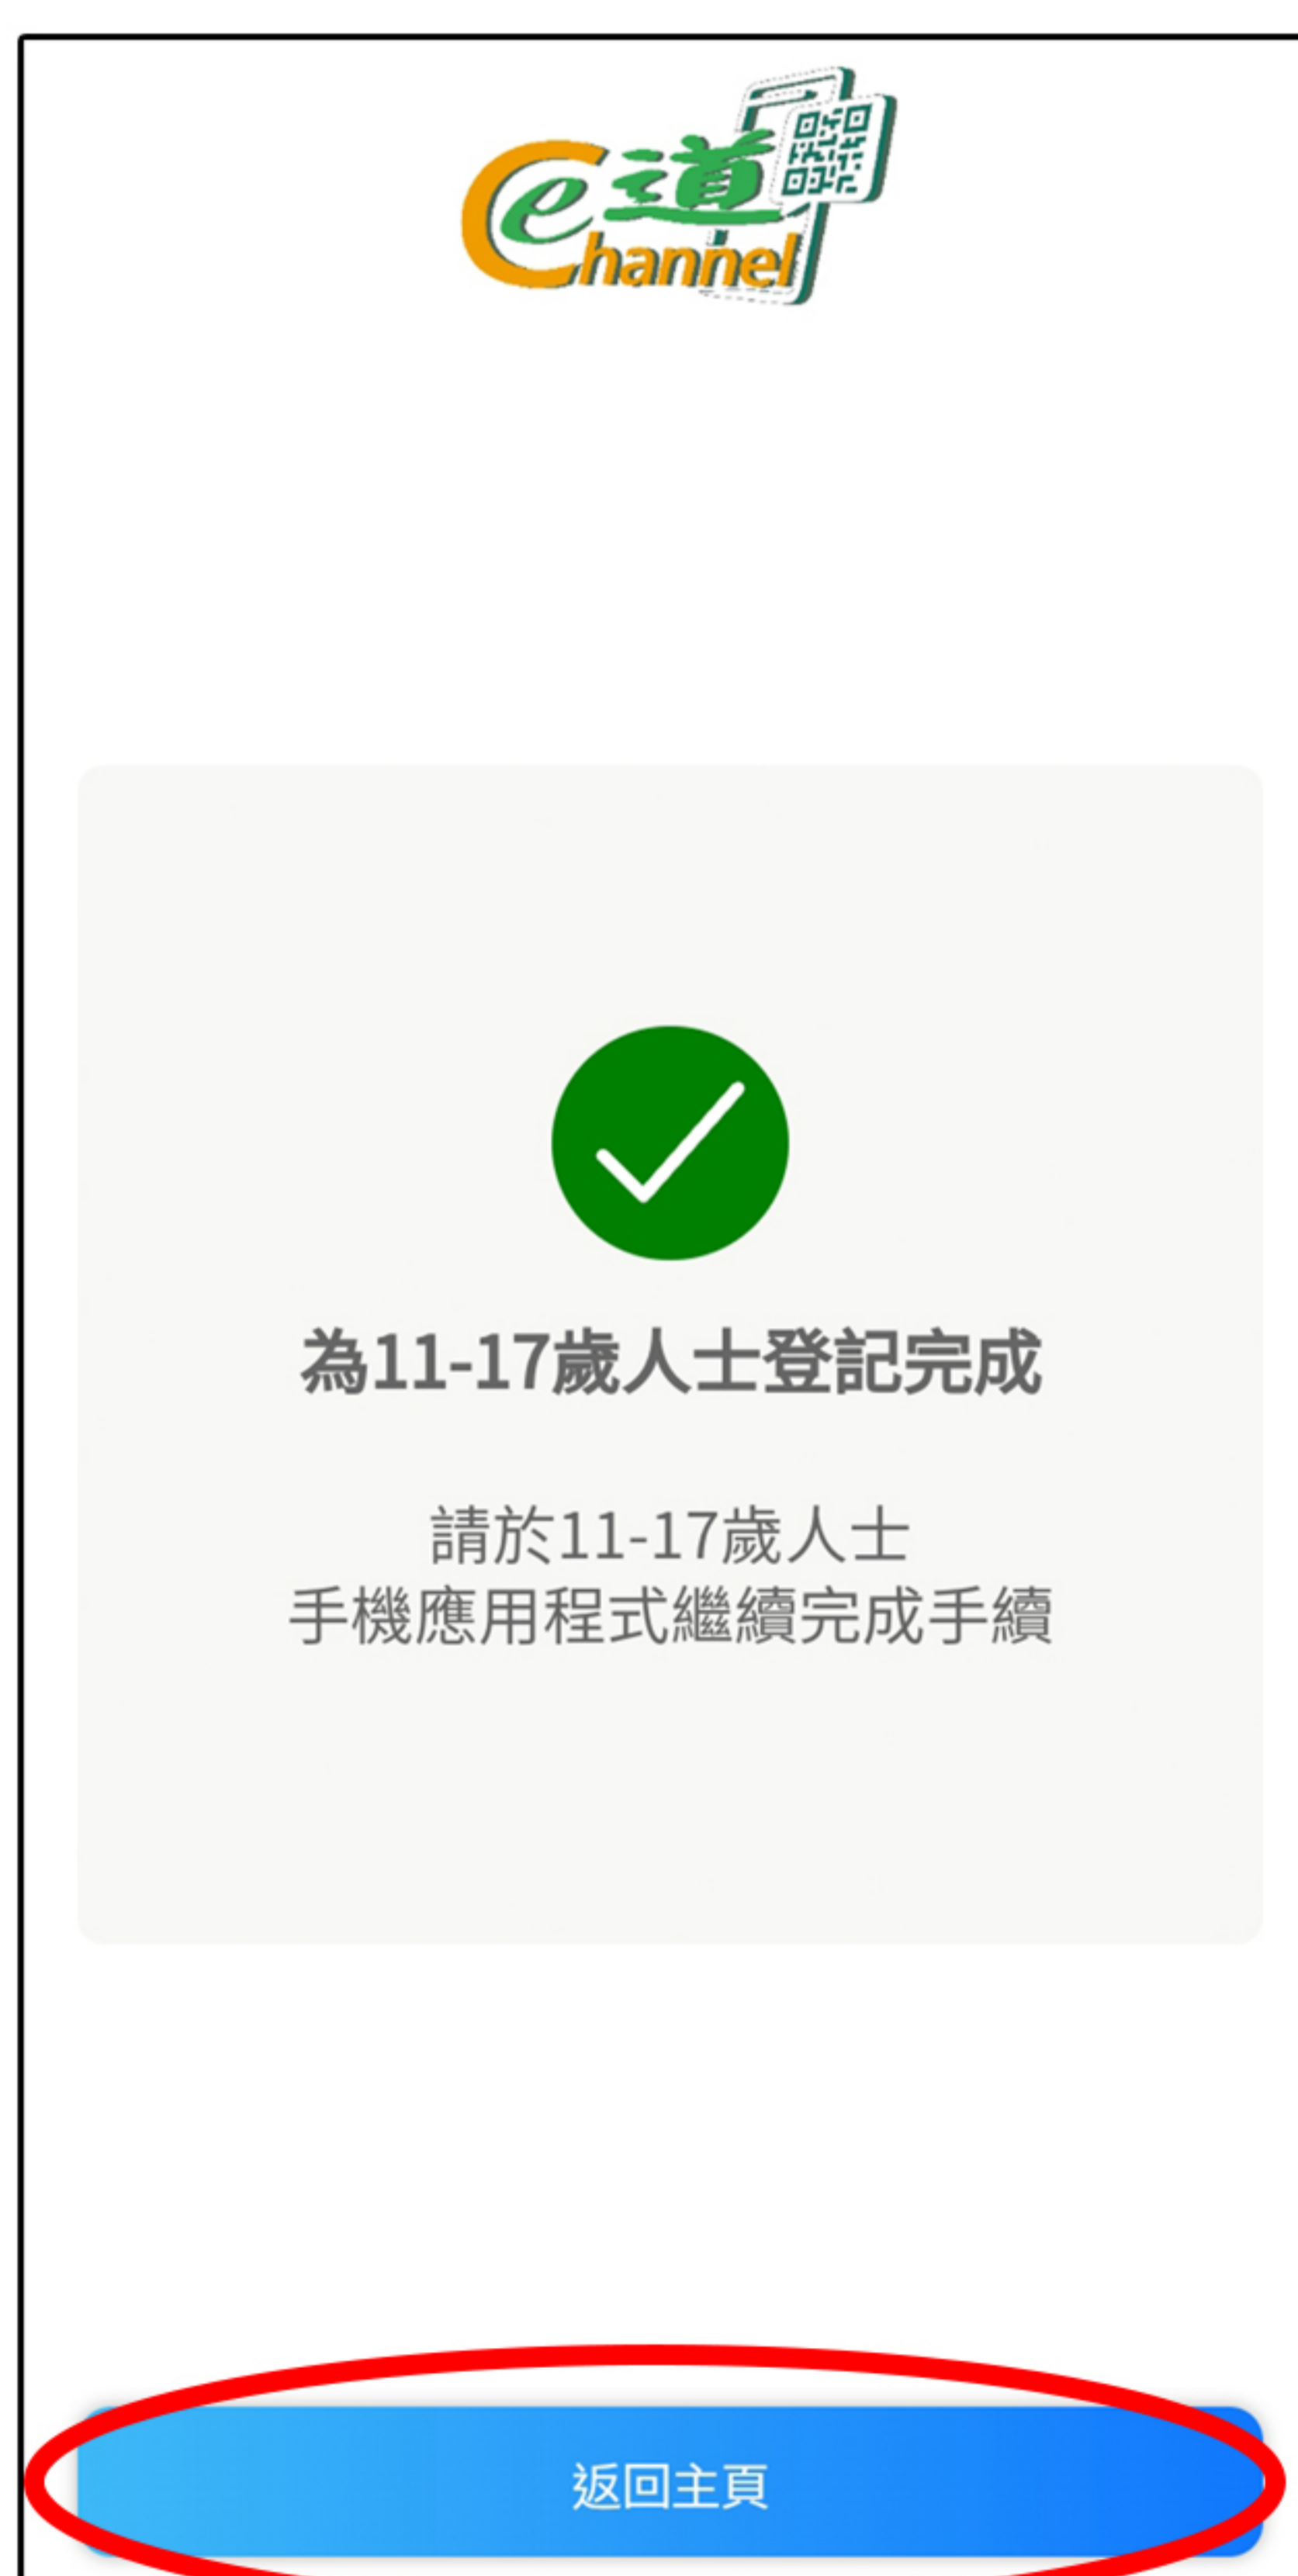 e道
Channel
為11-17歲人士登記完成
請於11-17歲人士
手機應用程式繼續完成手續
返回主頁